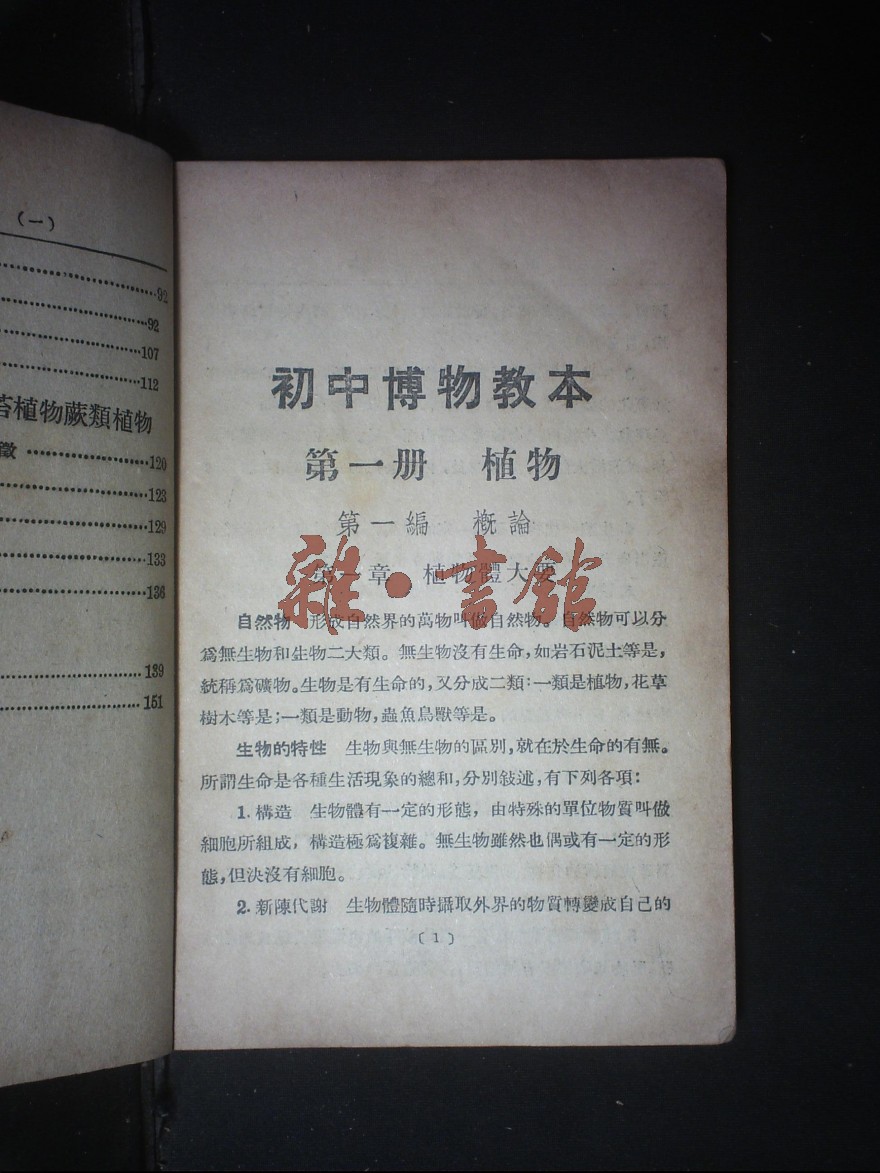 (一)
92
92
107
112
苔植物蕨類植物
徵 120
123
129
133
136
139
151
初中博物教本
第一册 植物
第一編 概論
第一章 植物體大要
雜·書館
自然物 形成自然界的萬物叫做自然物。自然物可以分
爲無生物和生物二大類。無生物沒有生命,如岩石泥土等是,
統稱爲礦物。生物是有生命的,又分成二類:一類是植物,花草
樹木等是;一類是動物,蟲魚鳥獸等是。
生物的特性 生物與無生物的區別,就在於生命的有無。
所謂生命是各種生活現象的總和,分別敍述,有下列各項:
1. 構造 生物體有一定的形態,由特殊的單位物質叫做
細胞所組成,構造極爲複雜。無生物雖然也偶或有一定的形
態,但決沒有細胞。
2. 新陳代謝 生物體隨時攝取外界的物質轉變成自己的
(1)